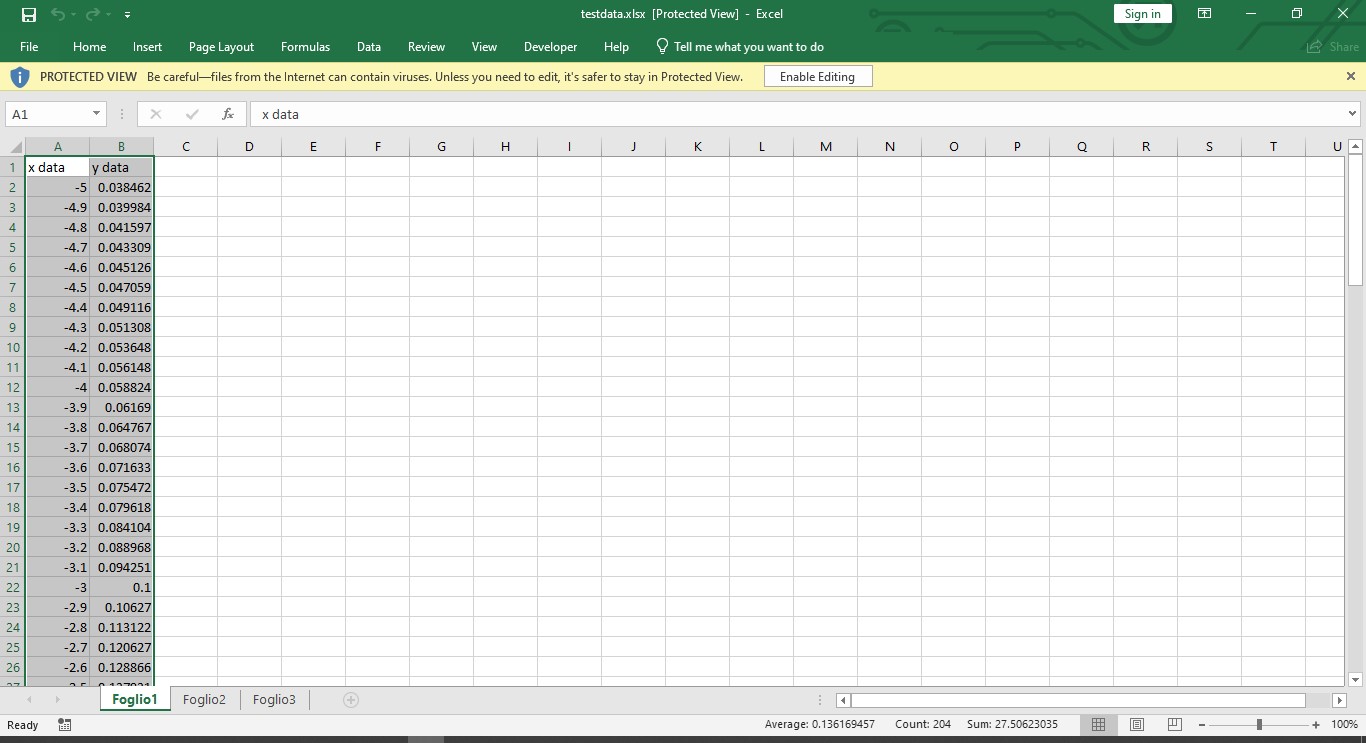 testdata.xlsx [Protected View] - Excel
Sign in
File Home Insert Page Layout Formulas Data Review View Developer Help Tell me what you want to do Share
PROTECTED VIEW Be careful—files from the Internet can contain viruses. Unless you need to edit, it's safer to stay in Protected View. Enable Editing
A1 fx x data
A B C D E F G H I J K L M N O P Q R S T U
1 x data y data
2 -5 0.038462
3 -4.9 0.039984
4 -4.8 0.041597
5 -4.7 0.043309
6 -4.6 0.045126
7 -4.5 0.047059
8 -4.4 0.049116
9 -4.3 0.051308
10 -4.2 0.053648
11 -4.1 0.056148
12 -4 0.058824
13 -3.9 0.06169
14 -3.8 0.064767
15 -3.7 0.068074
16 -3.6 0.071633
17 -3.5 0.075472
18 -3.4 0.079618
19 -3.3 0.084104
20 -3.2 0.088968
21 -3.1 0.094251
22 -3 0.1
23 -2.9 0.10627
24 -2.8 0.113122
25 -2.7 0.120627
26 -2.6 0.128866
Foglio1 Foglio2 Foglio3
Ready Average: 0.136169457 Count: 204 Sum: 27.50623035 100%